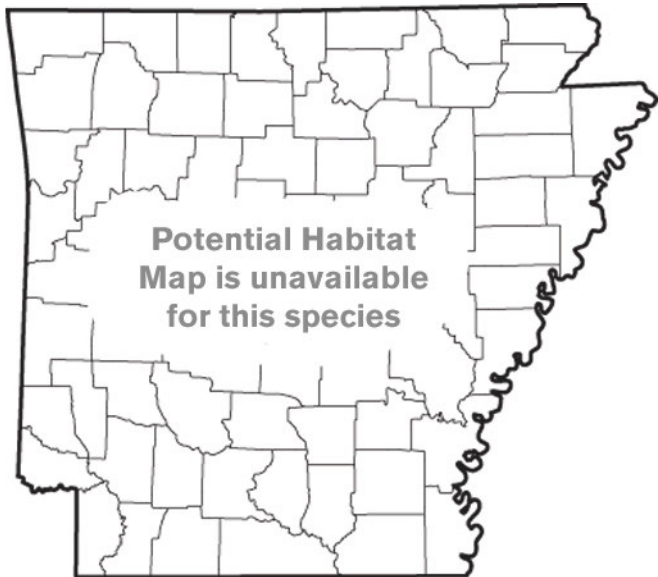 Potential Habitat
Map is unavailable
for this species